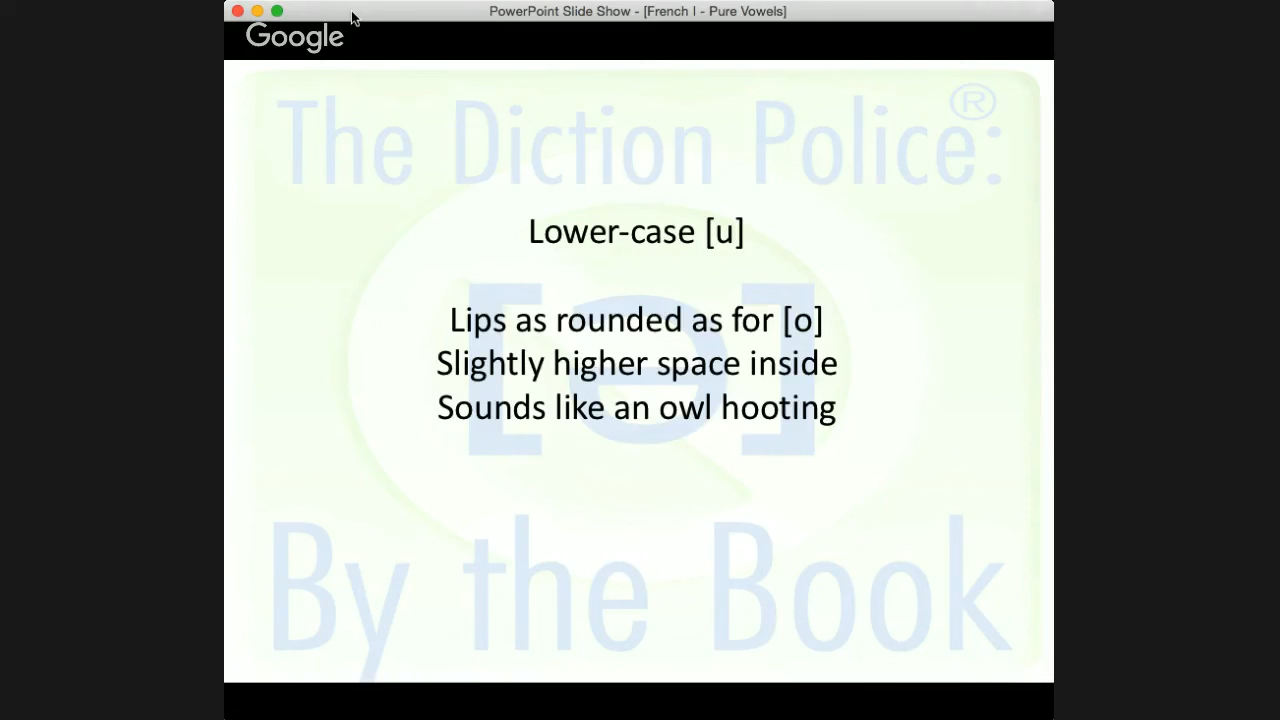 PowerPoint Slide Show - [French I - Pure Vowels]
Google
The Diction Police®:
Lower-case [u]
Lips as rounded as for [o]
Slightly higher space inside
Sounds like an owl hooting
[ə]
By the Book